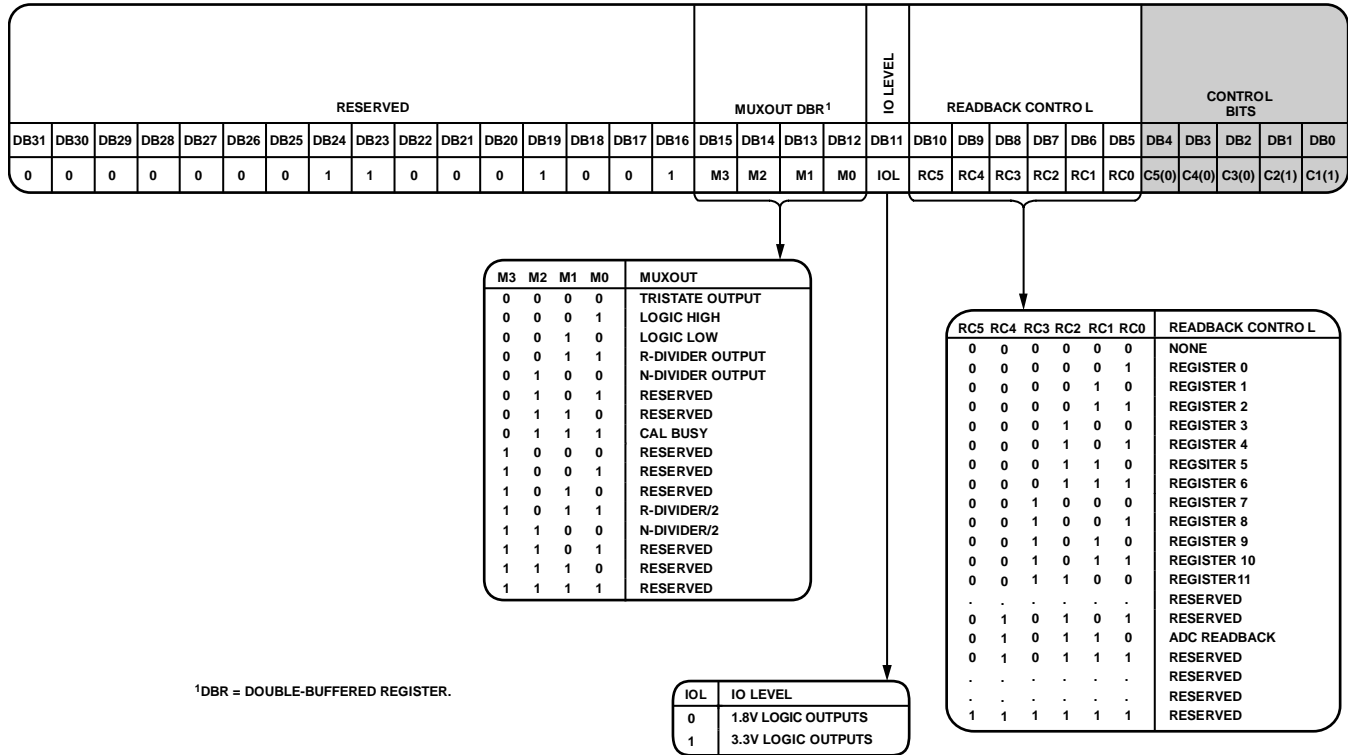 RESERVED
MUXOUT DBR1
IO LEVEL
READBACK CONTRO L
CONTROL
BITS
DB31 DB30 DB29 DB28 DB27 DB26 DB25 DB24 DB23 DB22 DB21 DB20 DB19 DB18 DB17 DB16 DB15 DB14 DB13 DB12 DB11 DB10 DB9 DB8 DB7 DB6 DB5 DB4 DB3 DB2 DB1 DB0
0 0 0 0 0 0 0 1 1 0 0 0 1 0 0 1 M3 M2 M1 M0 IOL RC5 RC4 RC3 RC2 RC1 RC0 C5(0) C4(0) C3(0) C2(1) C1(1)
M3 M2 M1 M0 MUXOUT
0 0 0 0 TRISTATE OUTPUT
0 0 0 1 LOGIC HIGH
0 0 1 0 LOGIC LOW
0 0 1 1 R-DIVIDER OUTPUT
0 1 0 0 N-DIVIDER OUTPUT
0 1 0 1 RESERVED
0 1 1 0 RESERVED
0 1 1 1 CAL BUSY
1 0 0 0 RESERVED
1 0 0 1 RESERVED
1 0 1 0 RESERVED
1 0 1 1 R-DIVIDER/2
1 1 0 0 N-DIVIDER/2
1 1 0 1 RESERVED
1 1 1 0 RESERVED
1 1 1 1 RESERVED
RC5 RC4 RC3 RC2 RC1 RC0 READBACK CONTRO L
0 0 0 0 0 0 NONE
0 0 0 0 0 1 REGISTER 0
0 0 0 0 1 0 REGISTER 1
0 0 0 0 1 1 REGISTER 2
0 0 0 1 0 0 REGISTER 3
0 0 0 1 0 1 REGISTER 4
0 0 0 1 1 0 REGSITER 5
0 0 0 1 1 1 REGISTER 6
0 0 1 0 0 0 REGISTER 7
0 0 1 0 0 1 REGISTER 8
0 0 1 0 1 0 REGISTER 9
0 0 1 0 1 1 REGISTER 10
0 0 1 1 0 0 REGISTER11
. . . . . . RESERVED
0 1 0 1 0 1 RESERVED
0 1 0 1 1 0 ADC READBACK
0 1 0 1 1 1 RESERVED
. . . . . . RESERVED
. . . . . . RESERVED
1 1 1 1 1 1 RESERVED
1DBR = DOUBLE-BUFFERED REGISTER.
IOL IO LEVEL
0 1.8V LOGIC OUTPUTS
1 3.3V LOGIC OUTPUTS